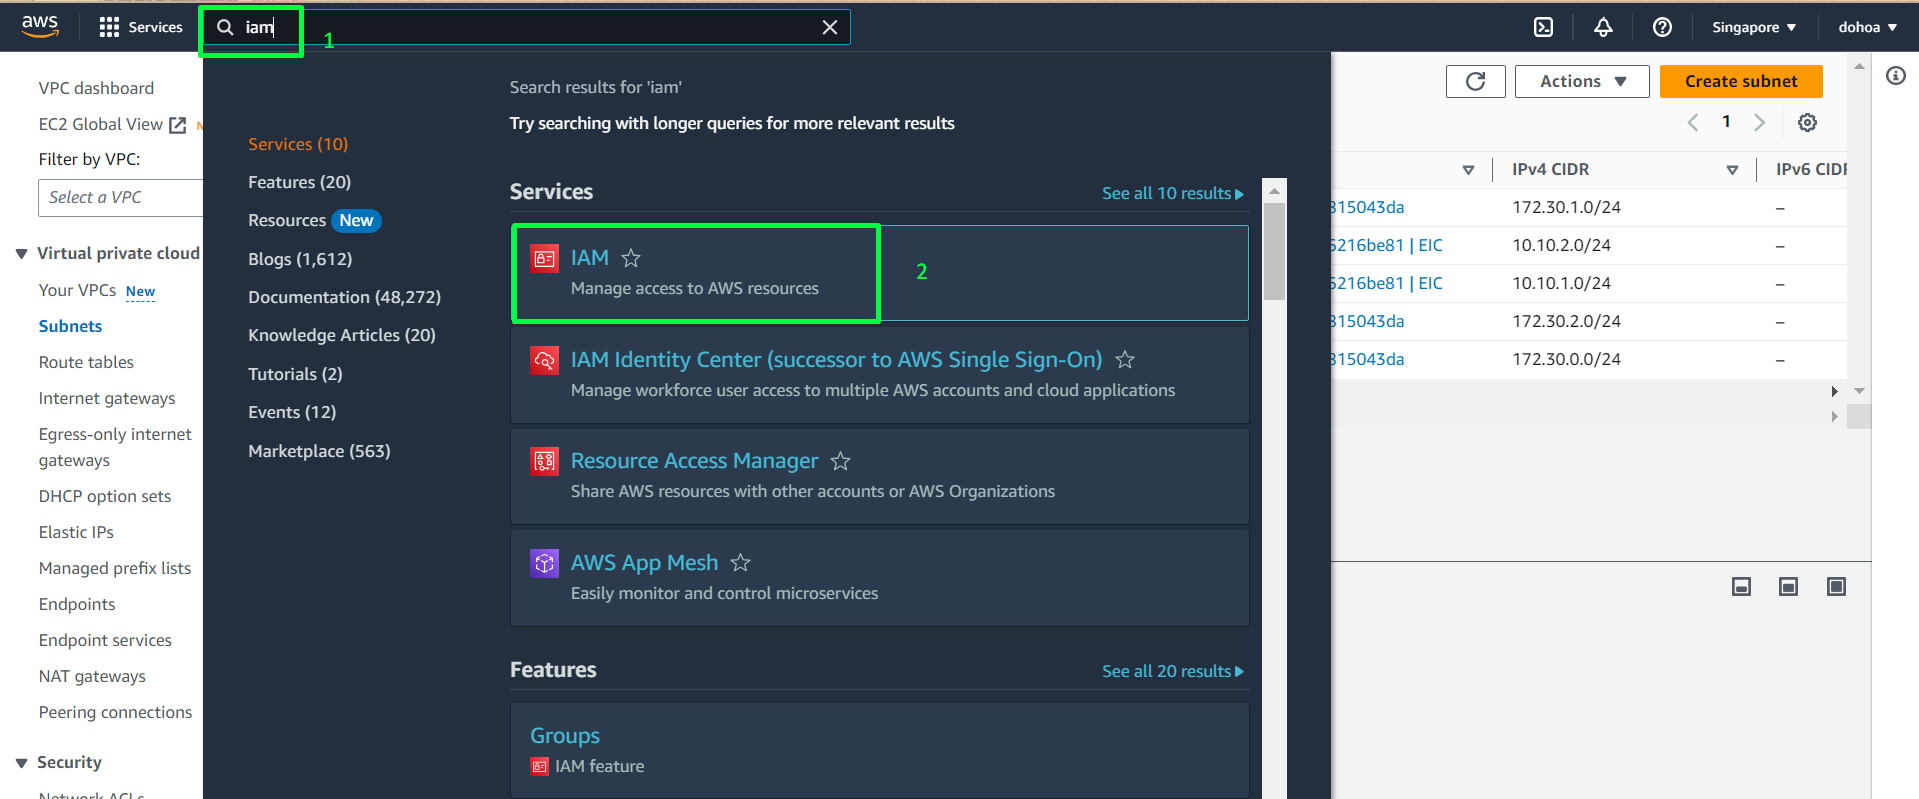 aws
Services
iam
1
Singapore
dohoa
VPC dashboard
EC2 Global View
Filter by VPC:
Select a VPC
Virtual private cloud
Your VPCs New
Subnets
Route tables
Internet gateways
Egress-only internet
gateways
DHCP option sets
Elastic IPs
Managed prefix lists
Endpoints
Endpoint services
NAT gateways
Peering connections
Security
Services (10)
Features (20)
Resources New
Blogs (1,612)
Documentation (48,272)
Knowledge Articles (20)
Tutorials (2)
Events (12)
Marketplace (563)
Search results for 'iam'
Try searching with longer queries for more relevant results
Services
See all 10 results
IAM
Manage access to AWS resources
2
IAM Identity Center (successor to AWS Single Sign-On)
Manage workforce user access to multiple AWS accounts and cloud applications
Resource Access Manager
Share AWS resources with other accounts or AWS Organizations
AWS App Mesh
Easily monitor and control microservices
Features
See all 20 results
Groups
IAM feature
Actions
Create subnet
1
IPv4 CIDR
IPv6 CIDR
815043da
172.30.1.0/24
–
5216be81 | EIC
10.10.2.0/24
–
5216be81 | EIC
10.10.1.0/24
–
815043da
172.30.2.0/24
–
815043da
172.30.0.0/24
–